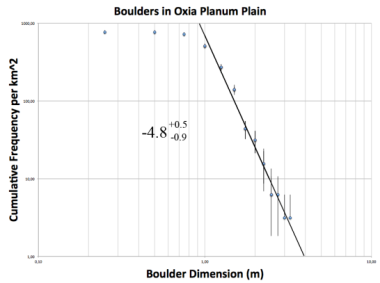 Boulders in Oxia Planum Plain
Cumulative Frequency per km^2
1000,00
100,00
10,00
1,00
-4.8 +0.5 -0.9
0,10
1,00
10,00
Boulder Dimension (m)